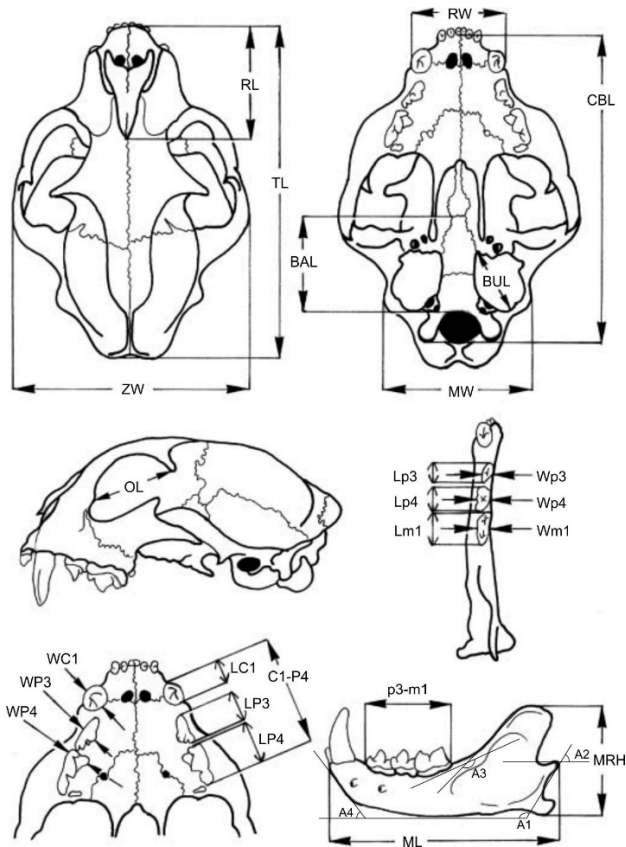 RL
TL
ZW
RW
CBL
BAL
BUL
MW
OL
Lp3
Wp3
Lp4
Wp4
Lm1
Wm1
WC1
WP3
WP4
LC1
C1-P4
LP3
LP4
p3-m1
A2
MRH
A3
A4
A1
ML